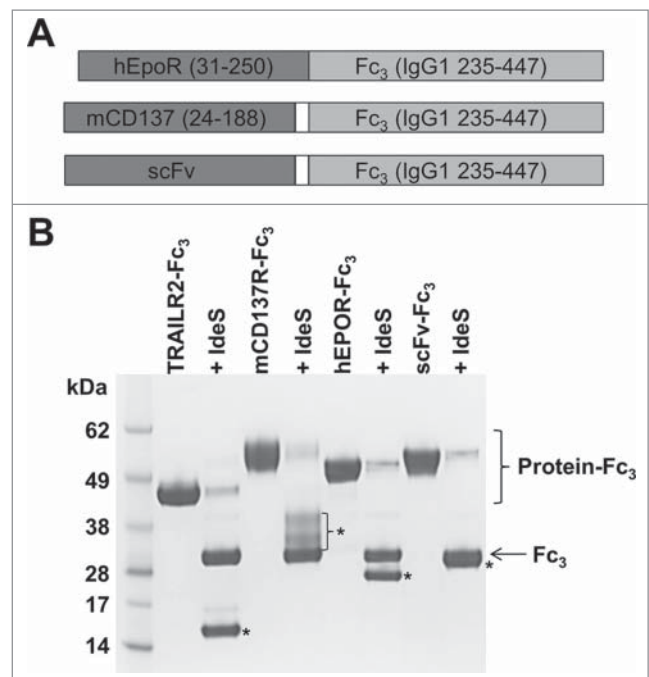 A
hEpoR (31-250) Fc₃ (IgG1 235-447)
mCD137 (24-188) Fc₃ (IgG1 235-447)
scFv Fc₃ (IgG1 235-447)
B
TRAILR2-Fc₃
+ IdeS
mCD137R-Fc₃
+ IdeS
hEPOR-Fc₃
+ IdeS
scFv-Fc₃
+ IdeS
kDa
62
49
38
28
17
14
Protein-Fc₃
*
Fc₃
*
*
*